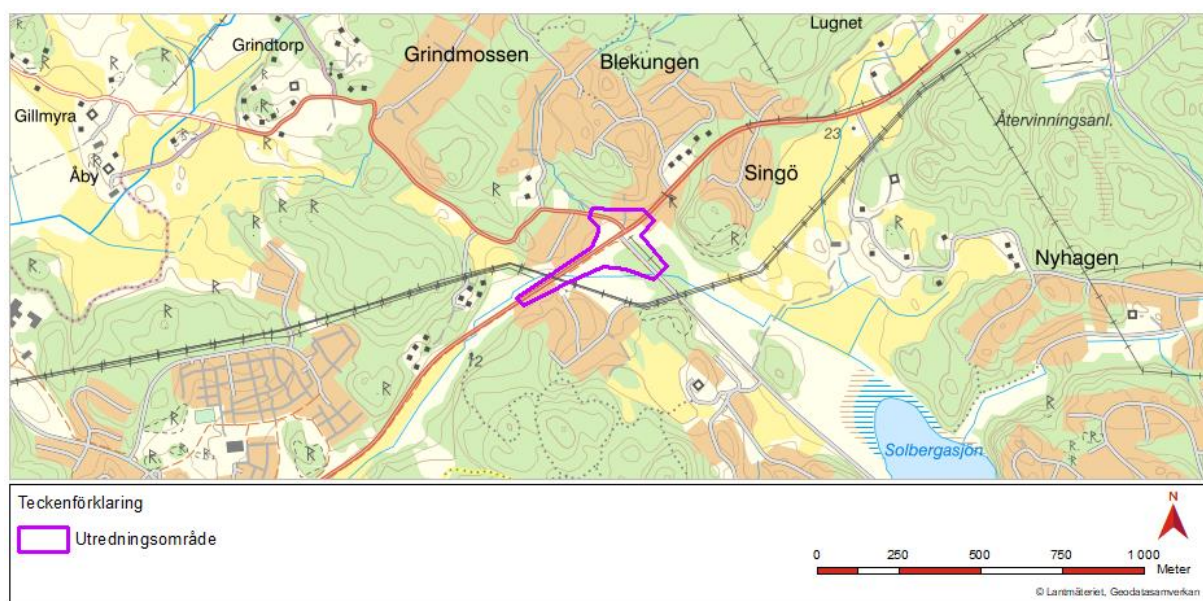 Lugnet
Grindtorp
Grindmossen
Blekungen
Gillmyra
Återvinningsanl.
23
Åby
Singö
Nyhagen
12
Solbergasjön
Teckenförklaring
Utredningsområde
N
0 250 500 750 1 000
Meter
© Lantmäteriet, Geodatasamverkan